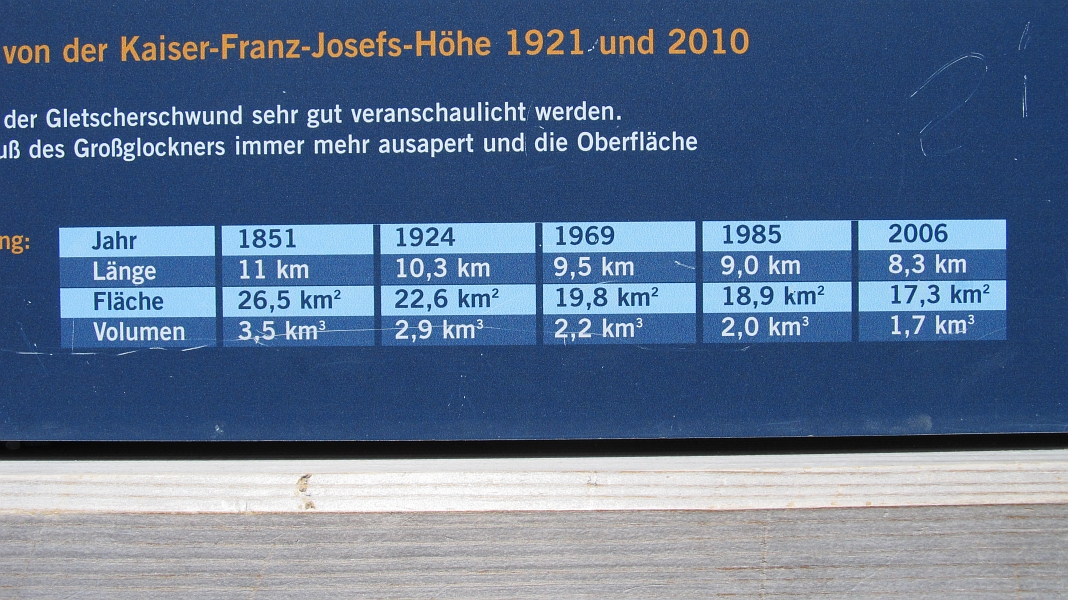 von der Kaiser-Franz-Josefs-Höhe 1921 und 2010
der Gletscherschwund sehr gut veranschaulicht werden.
des Großglockners immer mehr ausapert und die Oberfläche
Jahr 1851 1924 1969 1985 2006
Länge 11 km 10,3 km 9,5 km 9,0 km 8,3 km
Fläche 26,5 km² 22,6 km² 19,8 km² 18,9 km² 17,3 km²
Volumen 3,5 km³ 2,9 km³ 2,2 km³ 2,0 km³ 1,7 km³